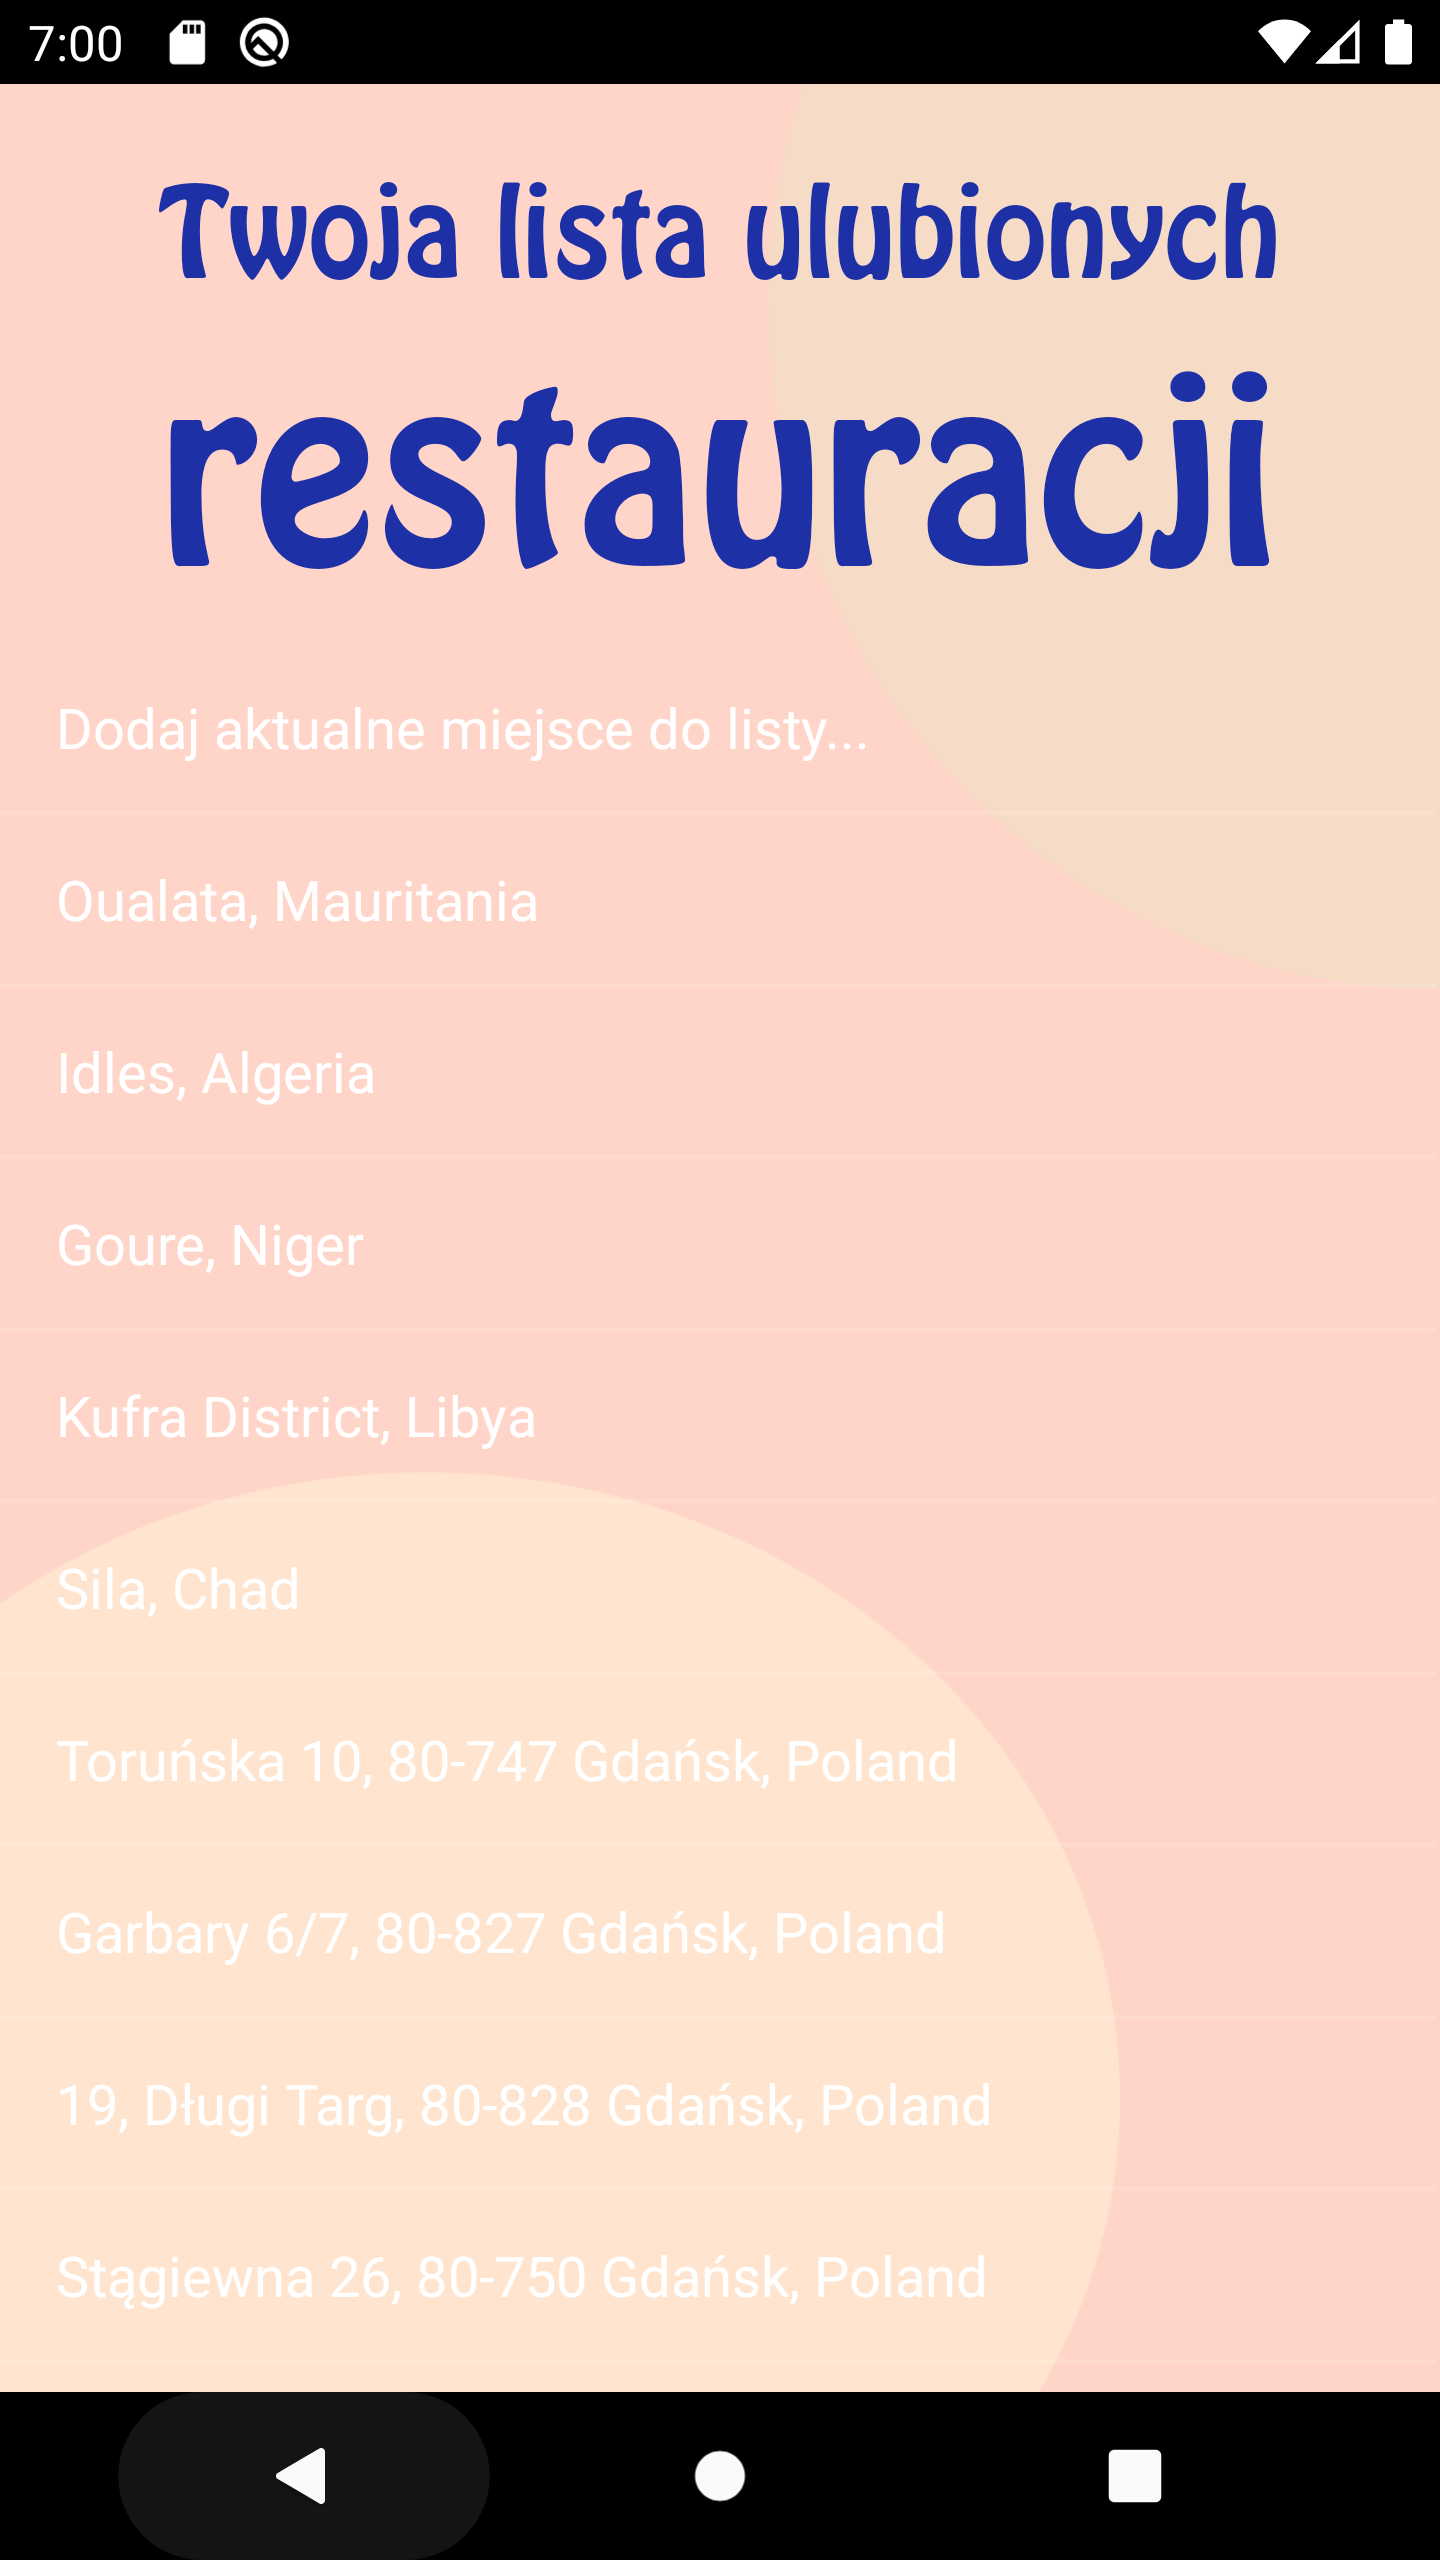 7:00
Twoja lista ulubionych
restauracji
Dodaj aktualne miejsce do listy...
Oualata, Mauritania
Idles, Algeria
Goure, Niger
Kufra District, Libya
Sila, Chad
Toruńska 10, 80-747 Gdańsk, Poland
Garbary 6/7, 80-827 Gdańsk, Poland
19, Długi Targ, 80-828 Gdańsk, Poland
Stągiewna 26, 80-750 Gdańsk, Poland